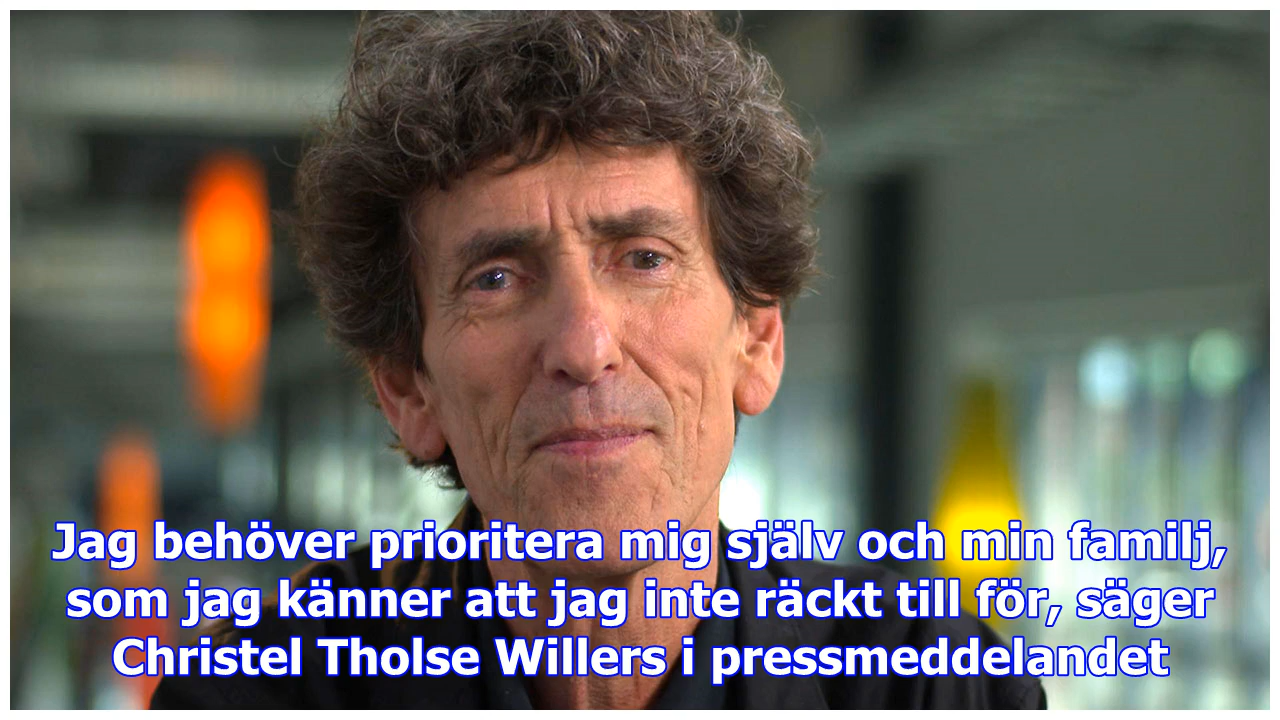 Jag behöver prioritera mig själv och min familj,
som jag känner att jag inte räckt till för, säger
Christel Tholse Willers i pressmeddelandet